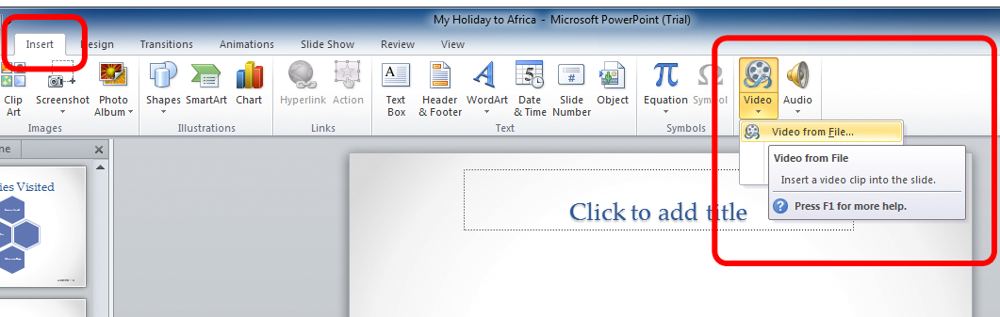 My Holiday to Africa - Microsoft PowerPoint (Trial)
Insert Design Transitions Animations Slide Show Review View
Clip Art
Screenshot
Photo Album
Shapes
SmartArt
Chart
Hyperlink
Action
Text Box
Header & Footer
WordArt
Date & Time
Slide Number
Object
Equation
Symbol
Video
Audio
Images
Illustrations
Links
Text
Symbols
Video from File...
Video from File
Insert a video clip into the slide.
Press F1 for more help.
ne
ies Visited
Click to add title